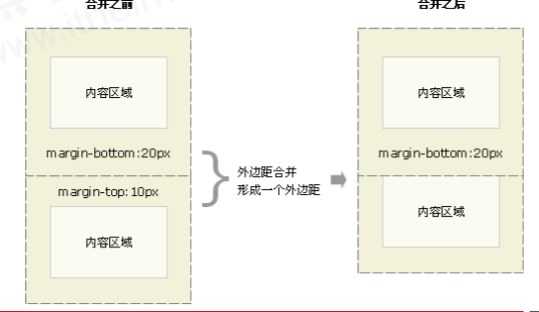 合并之前
合并之后
内容区域
margin-bottom:20px
margin-top:10px
内容区域
外边距合并
形成一个外边距
内容区域
margin-bottom:20px
内容区域